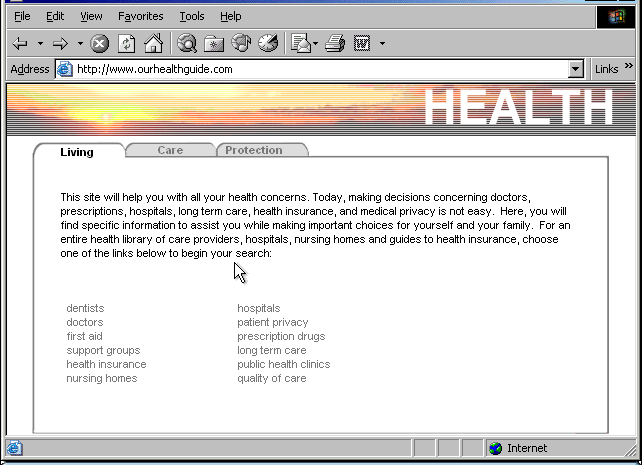 File Edit View Favorites Tools Help
Address http://www.ourhealthguide.com Links »
HEALTH
Living Care Protection
This site will help you with all your health concerns. Today, making decisions concerning doctors,
prescriptions, hospitals, long term care, health insurance, and medical privacy is not easy. Here, you will
find specific information to assist you while making important choices for yourself and your family. For an
entire health library of care providers, hospitals, nursing homes and guides to health insurance, choose
one of the links below to begin your search:
dentists
doctors
first aid
support groups
health insurance
nursing homes
hospitals
patient privacy
prescription drugs
long term care
public health clinics
quality of care
Internet